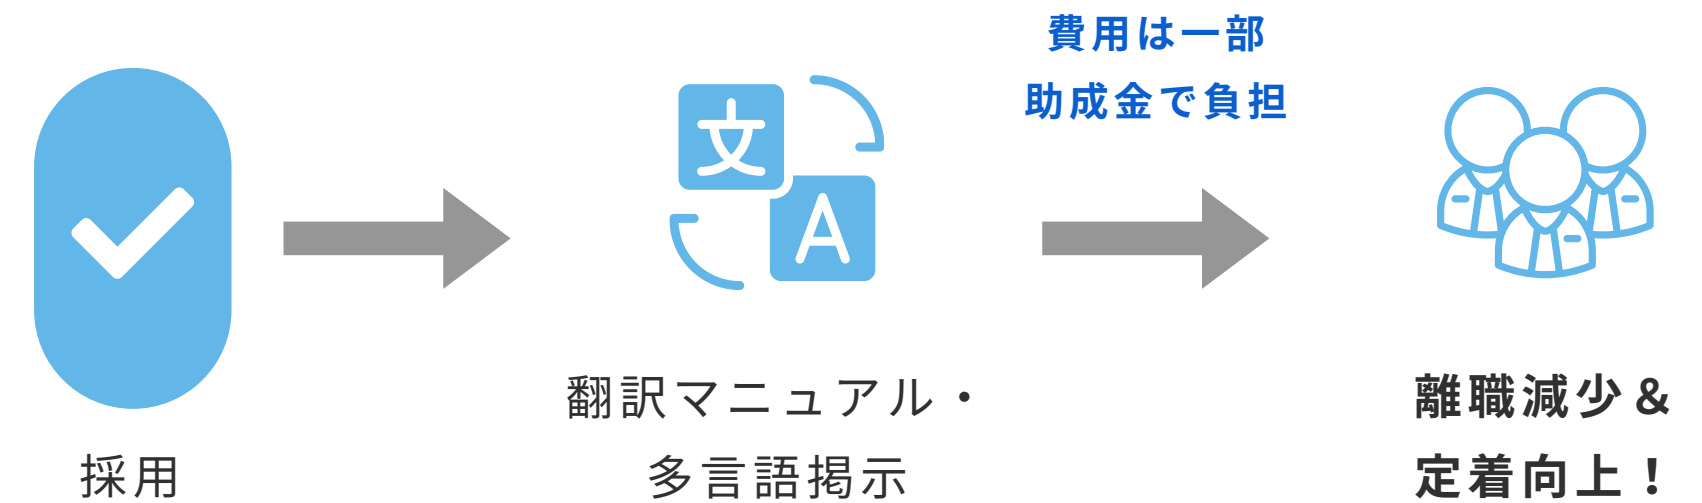 費用は一部
助成金で負担
文
A
採用
翻訳マニュアル・
多言語掲示
離職減少&
定着向上！